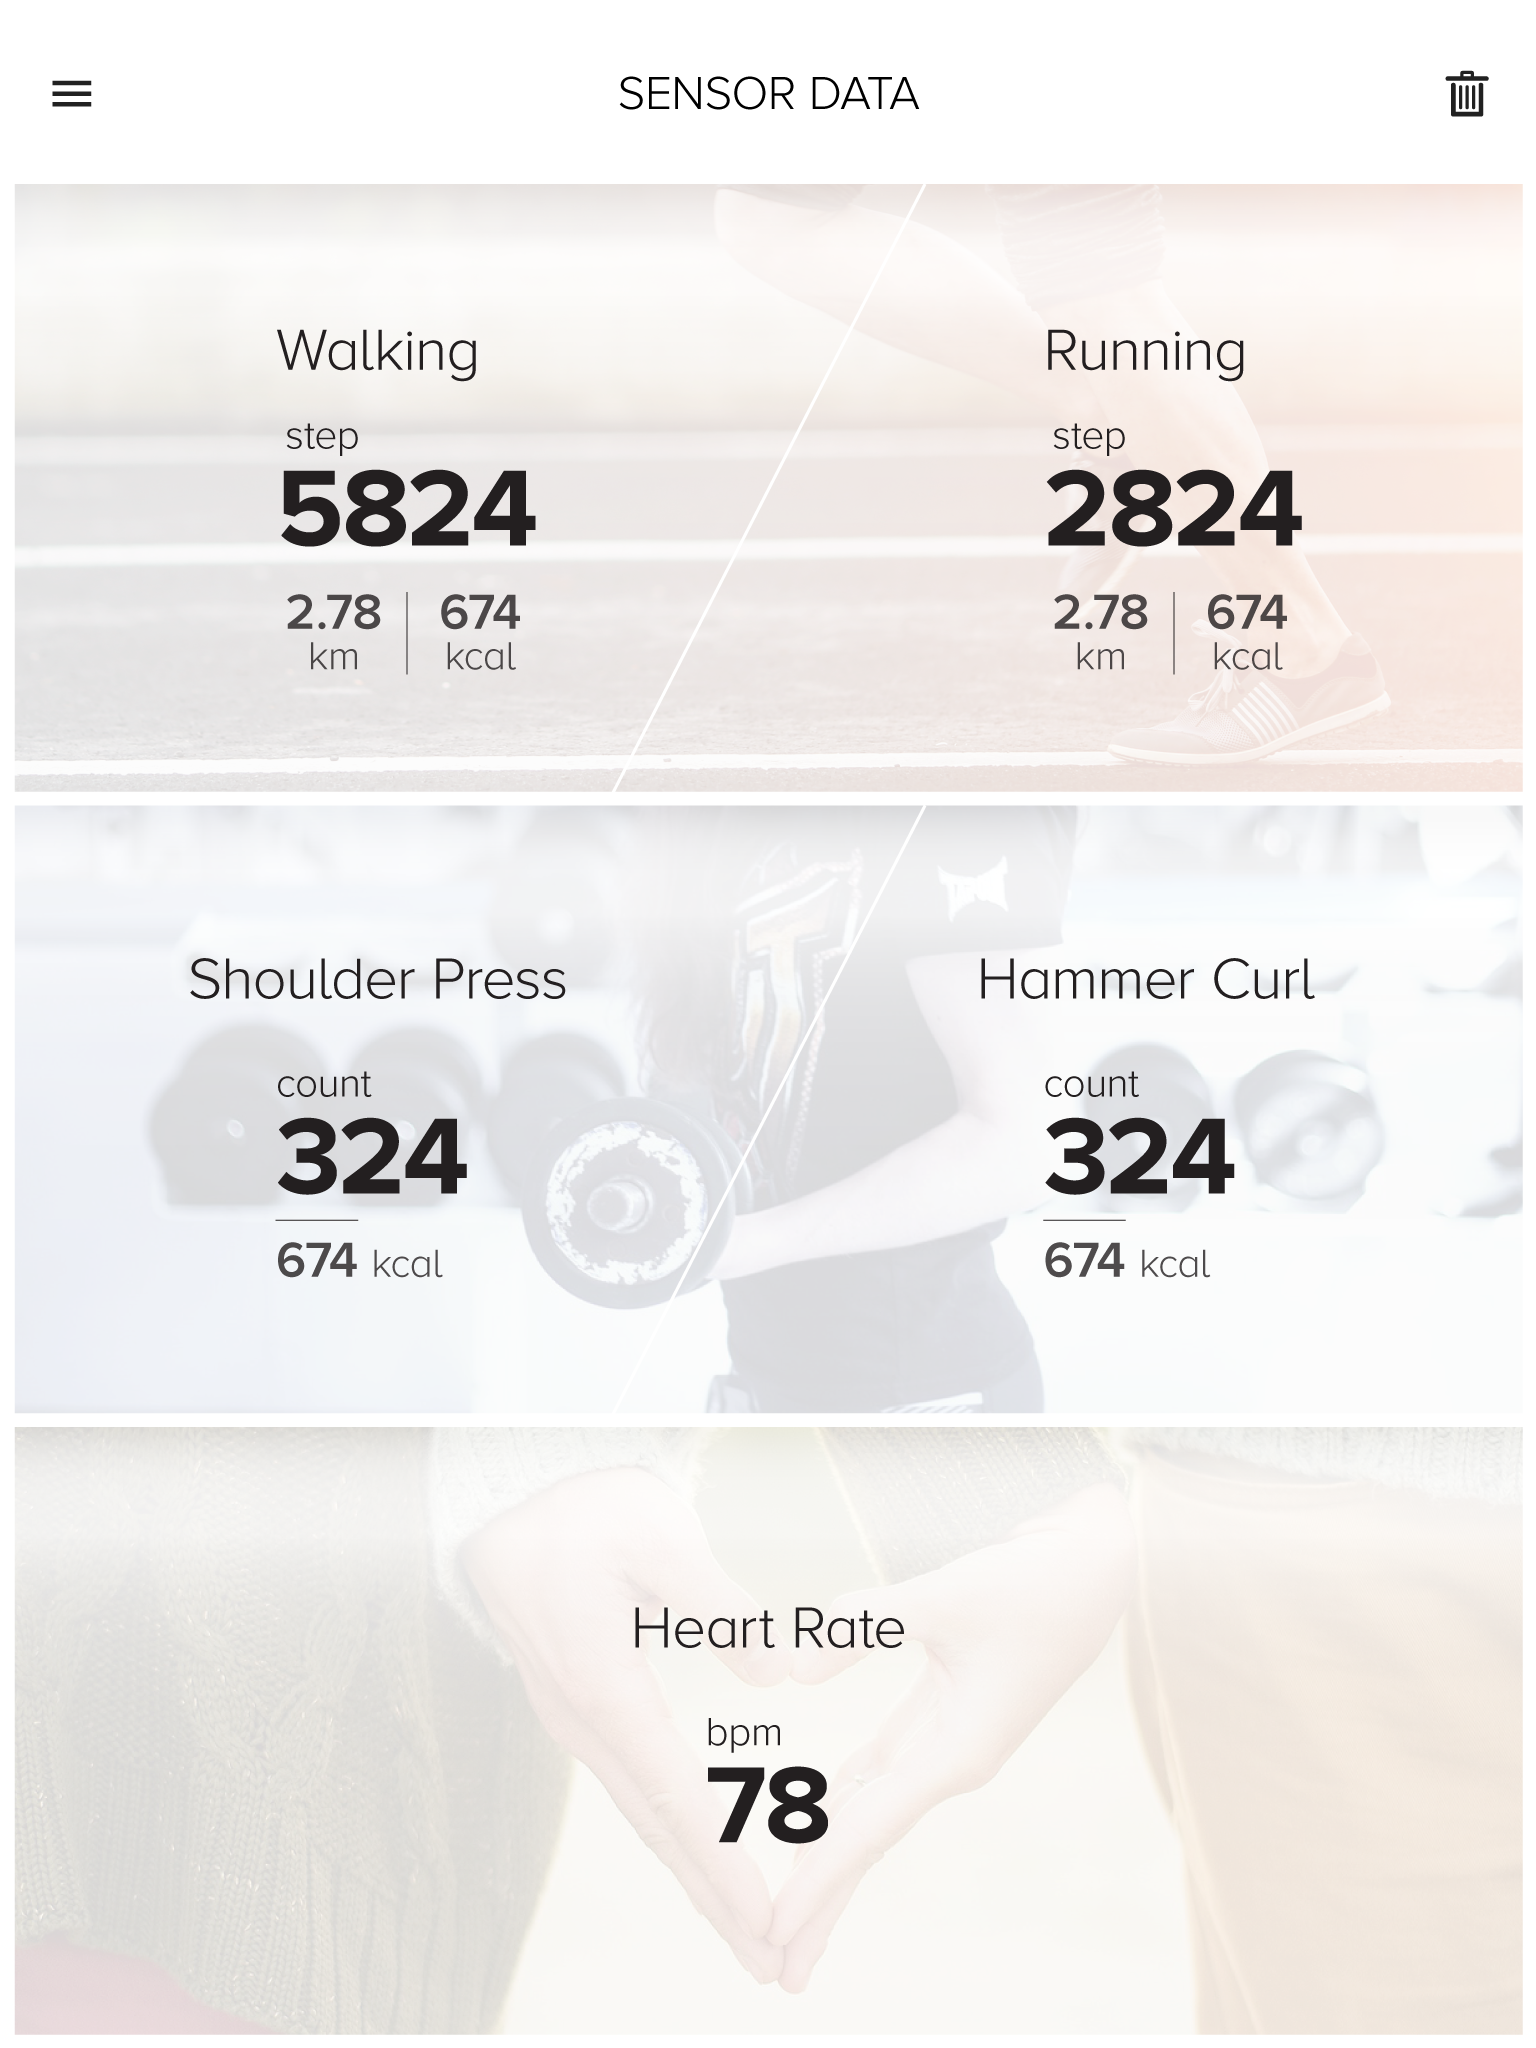 SENSOR DATA
Walking
step
5824
2.78 674
km kcal
Running
step
2824
2.78 674
km kcal
Shoulder Press
count
324
674 kcal
Hammer Curl
count
324
674 kcal
Heart Rate
bpm
78